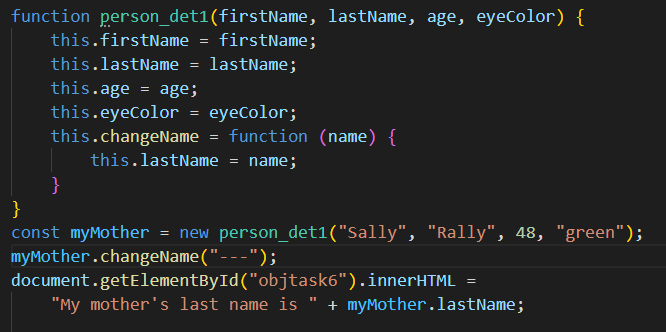 function person_det1(firstName, lastName, age, eyeColor) {
    this.firstName = firstName;
    this.lastName = lastName;
    this.age = age;
    this.eyeColor = eyeColor;
    this.changeName = function (name) {
        this.lastName = name;
    }
}
const myMother = new person_det1("Sally", "Rally", 48, "green");
myMother.changeName("---");
document.getElementById("objtask6").innerHTML =
    "My mother's last name is " + myMother.lastName;